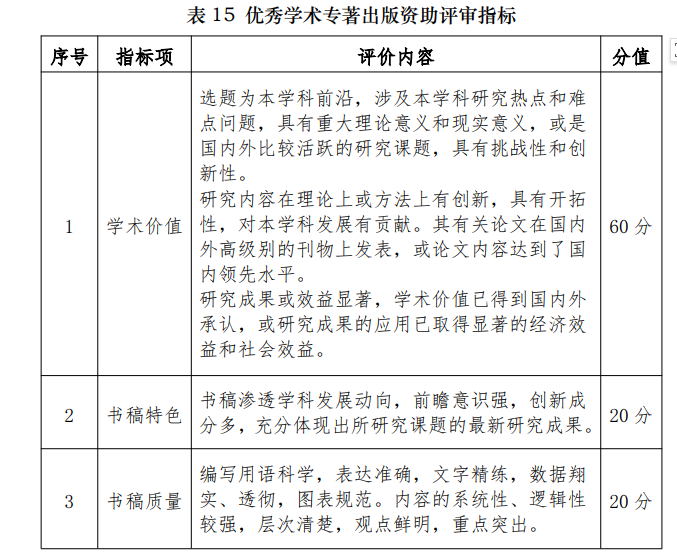 表 15 优秀学术专著出版资助评审指标
序号 指标项 评价内容 分值
选题为本学科前沿，涉及本学科研究热点和难
点问题，具有重大理论意义和现实意义，或是
国内外比较活跃的研究课题，具有挑战性和创
新性。
研究内容在理论上或方法上有创新，具有开拓
1 学术价值 性，对本学科发展有贡献。其有关论文在国内 60 分
外高级别的刊物上发表，或论文内容达到了国
内领先水平。
研究成果或效益显著，学术价值已得到国内外
承认，或研究成果的应用已取得显著的经济效
益和社会效益。
2 书稿特色 书稿渗透学科发展动向，前瞻意识强，创新成 20 分
分多，充分体现出所研究课题的最新研究成果。
编写用语科学，表达准确，文字精练，数据翔
3 书稿质量 实、透彻，图表规范。内容的系统性、逻辑性 20 分
较强，层次清楚，观点鲜明，重点突出。